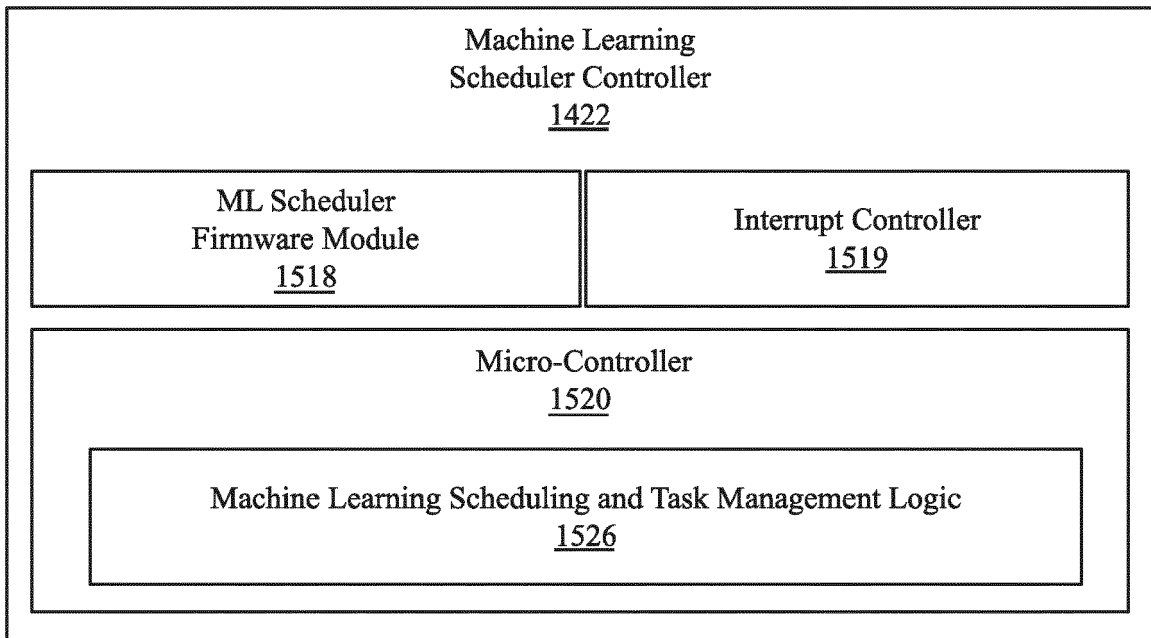 Machine Learning
Scheduler Controller
1422
ML Scheduler
Firmware Module
1518
Interrupt Controller
1519
Micro-Controller
1520
Machine Learning Scheduling and Task Management Logic
1526